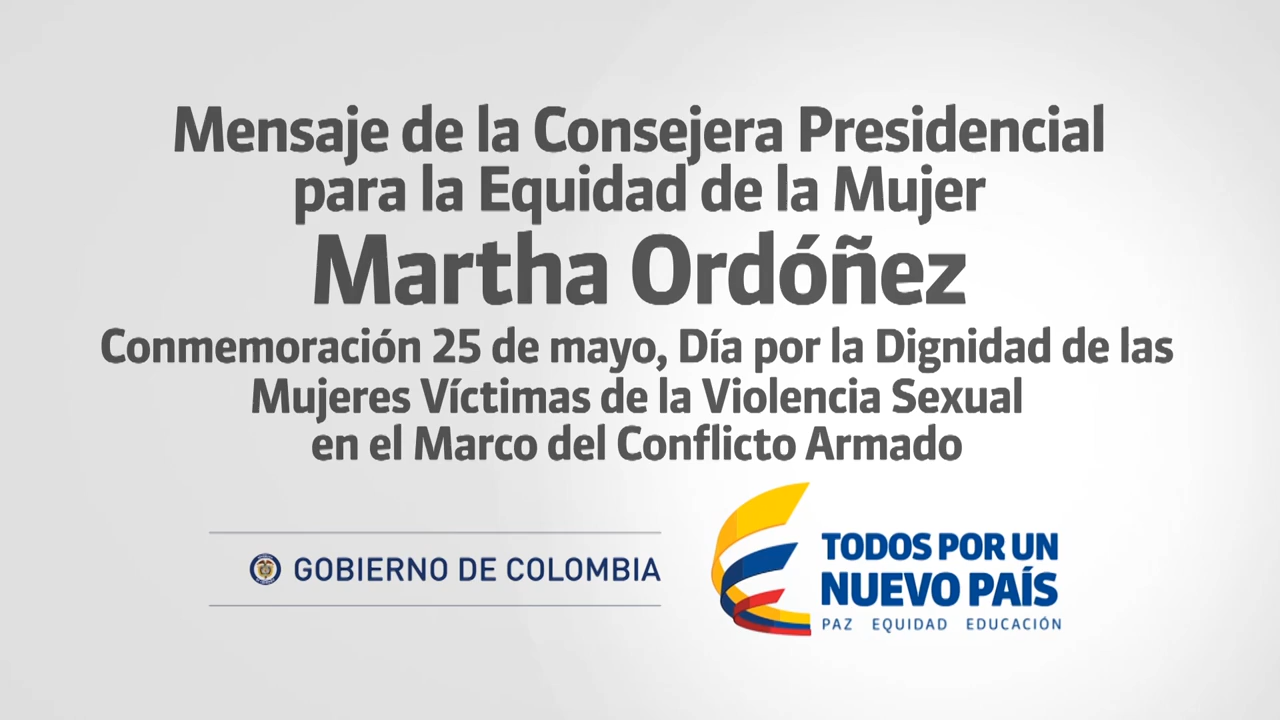 Mensaje de la Consejera Presidencial
para la Equidad de la Mujer
Martha Ordóñez
Conmemoración 25 de mayo, Día por la Dignidad de las
Mujeres Víctimas de la Violencia Sexual
en el Marco del Conflicto Armado
GOBIERNO DE COLOMBIA
TODOS POR UN
NUEVO PAÍS
PAZ EQUIDAD EDUCACIÓN